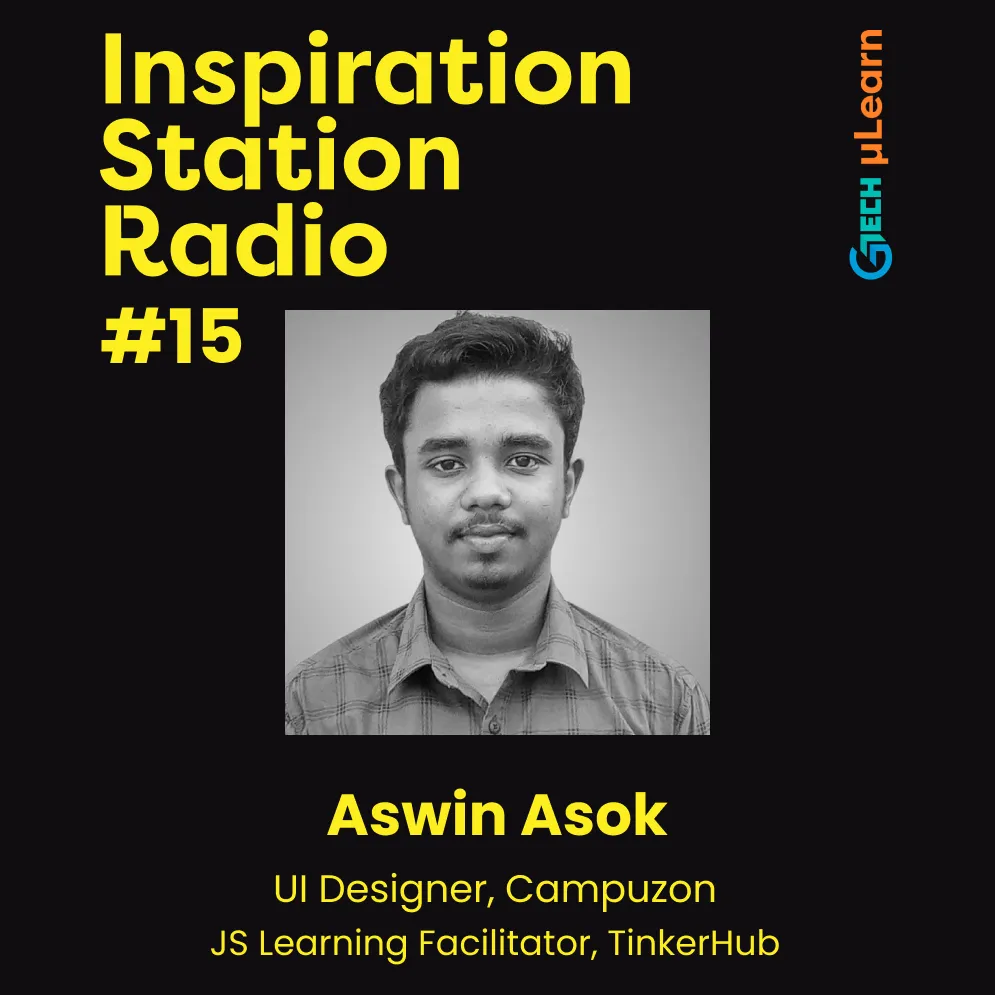 Inspiration
Station
Radio
#15
GTECH µLearn
Aswin Asok
UI Designer, Campuzon
JS Learning Facilitator, TinkerHub